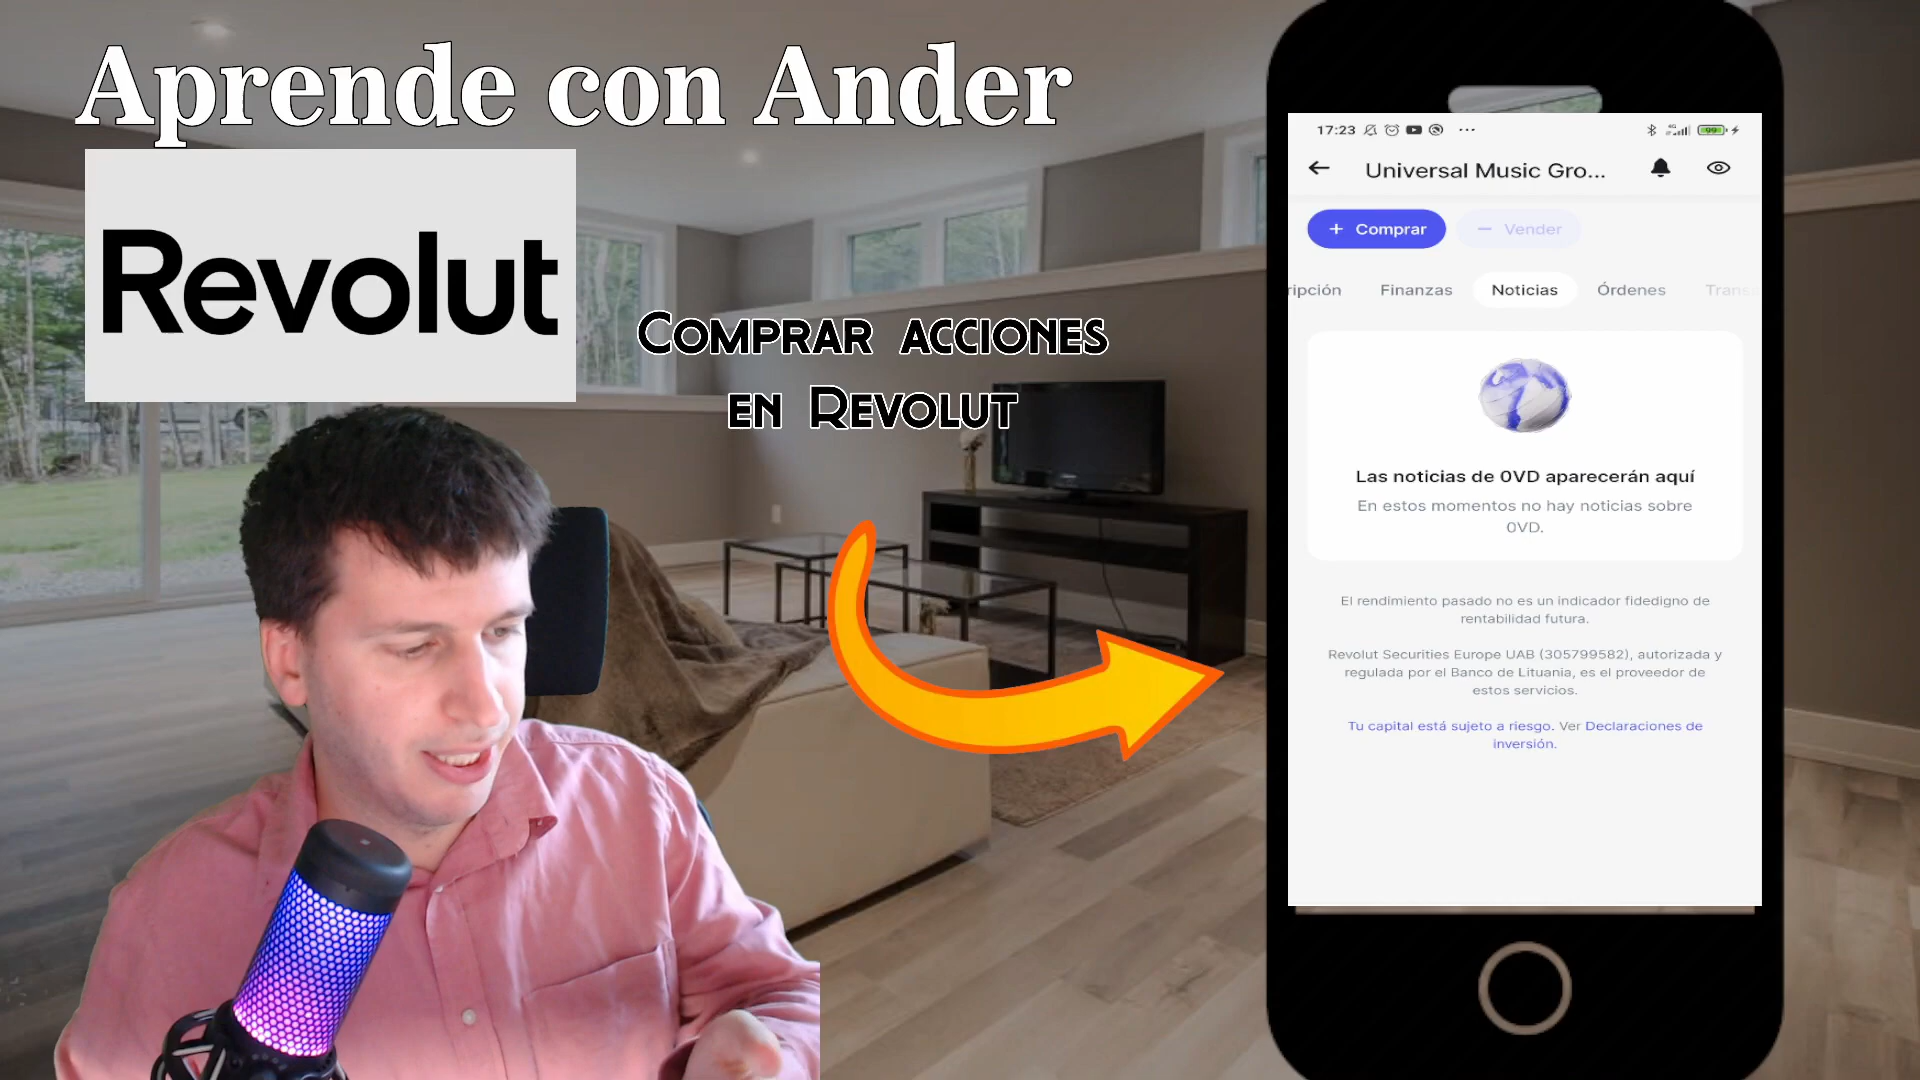 Aprende con Ander
Revolut
Comprar acciones
en Revolut
17:23
99
Universal Music Gro...
+ Comprar
− Vender
ripción
Finanzas
Noticias
Órdenes
Trans
Las noticias de 0VD aparecerán aquí
En estos momentos no hay noticias sobre
0VD.
El rendimiento pasado no es un indicador fidedigno de
rentabilidad futura.
Revolut Securities Europe UAB (305799582), autorizada y
regulada por el Banco de Lituania, es el proveedor de
estos servicios.
Tu capital está sujeto a riesgo. Ver Declaraciones de
inversión.